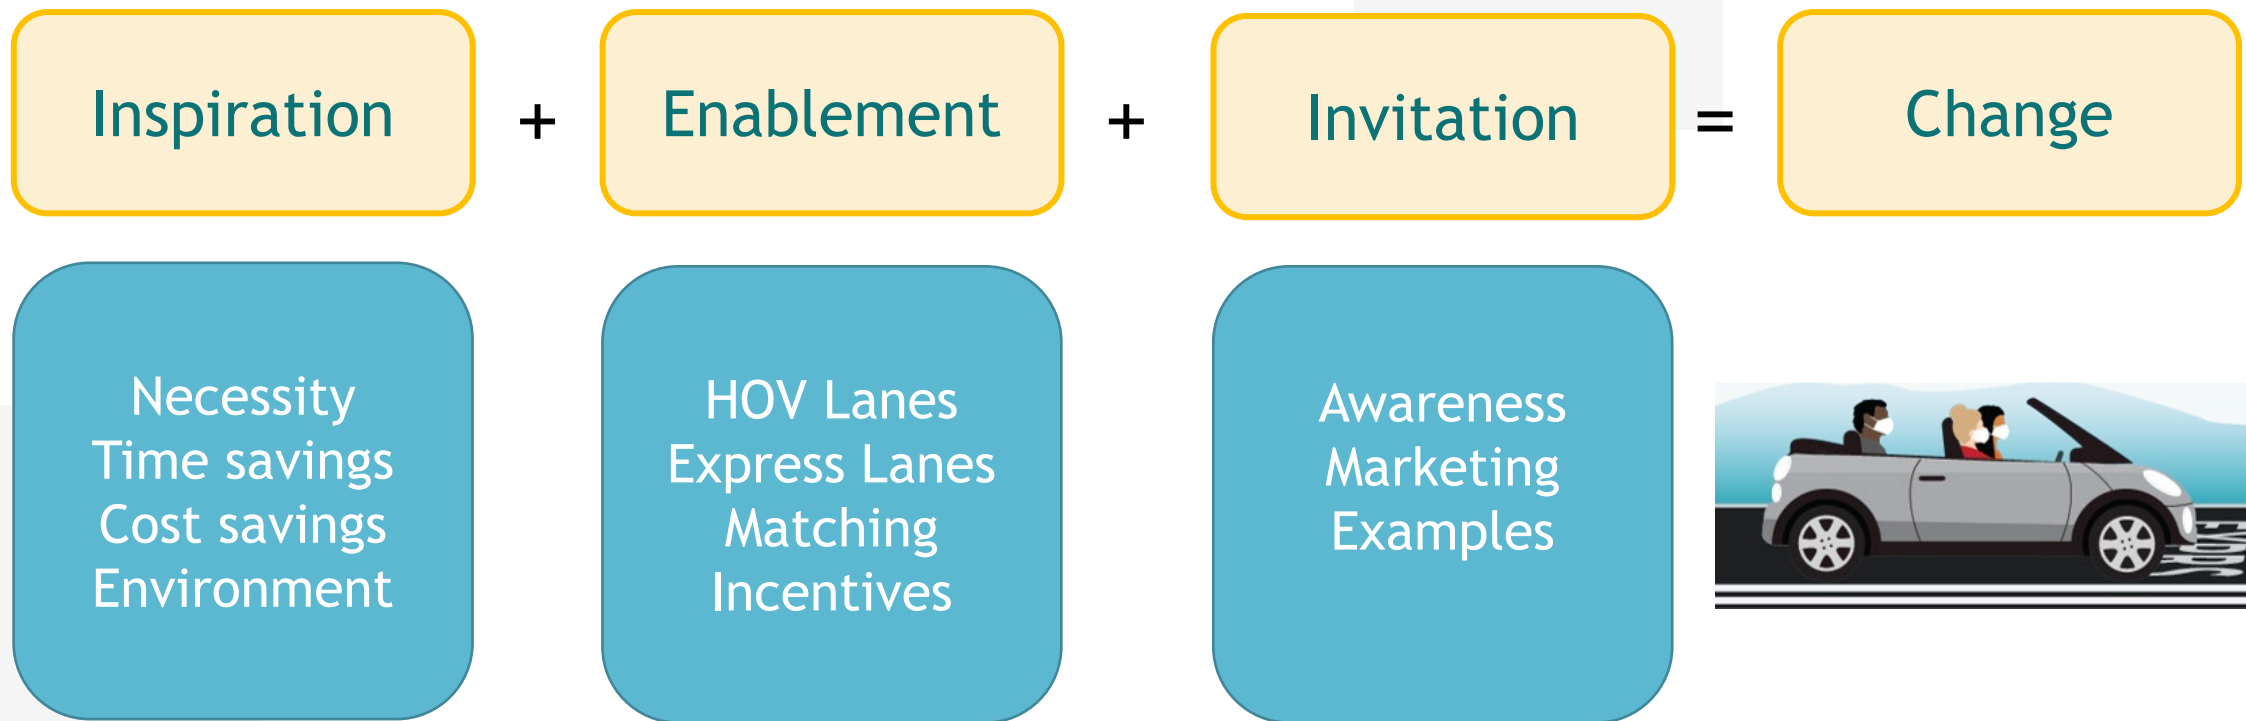 Inspiration + Enablement + Invitation = Change
Necessity
Time savings
Cost savings
Environment
HOV Lanes
Express Lanes
Matching
Incentives
Awareness
Marketing
Examples